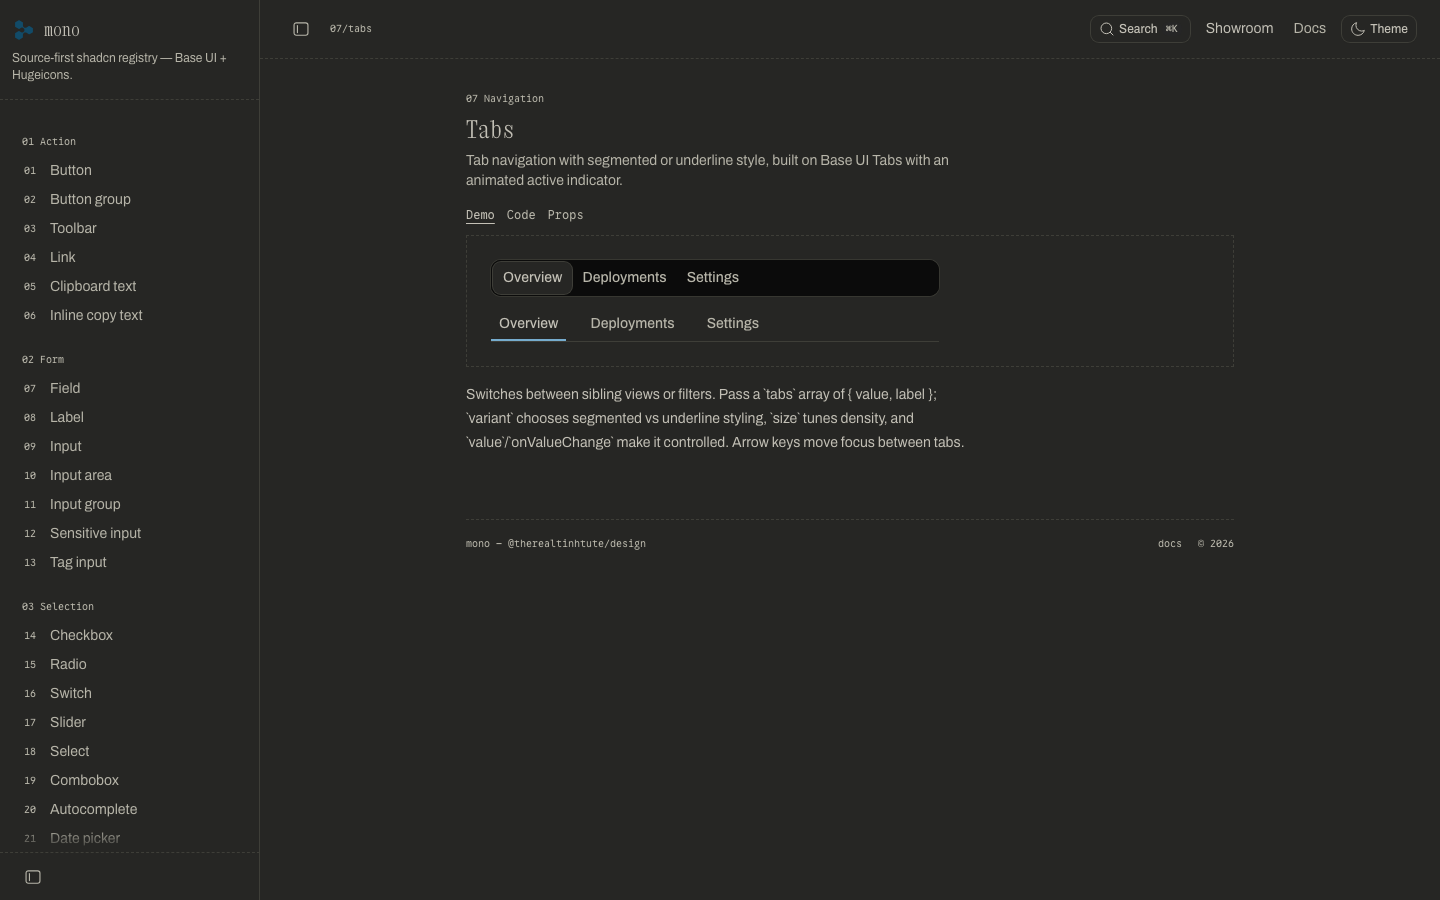 mono
Source-first shadcn registry — Base UI +
Hugeicons.
01 Action
01 Button
02 Button group
03 Toolbar
04 Link
05 Clipboard text
06 Inline copy text
02 Form
07 Field
08 Label
09 Input
10 Input area
11 Input group
12 Sensitive input
13 Tag input
03 Selection
14 Checkbox
15 Radio
16 Switch
17 Slider
18 Select
19 Combobox
20 Autocomplete
21 Date picker
07/tabs
Search ⌘K
Showroom
Docs
Theme
07 Navigation
Tabs
Tab navigation with segmented or underline style, built on Base UI Tabs with an
animated active indicator.
Demo Code Props
Overview Deployments Settings
Overview Deployments Settings
Switches between sibling views or filters. Pass a `tabs` array of { value, label };
`variant` chooses segmented vs underline styling, `size` tunes density, and
`value`/`onValueChange` make it controlled. Arrow keys move focus between tabs.
mono — @therealtinhtute/design
docs © 2026